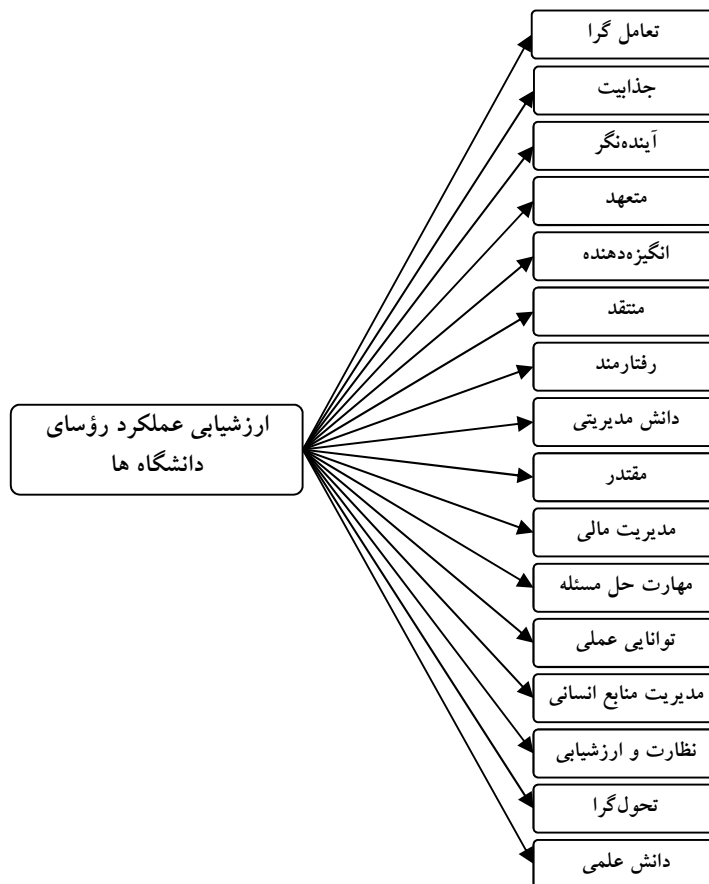 تعامل گرا
جذابیت
آینده‌نگر
متعهد
انگیزه‌دهنده
منتقد
رفتارمند
دانش مدیریتی
مقتدر
مدیریت مالی
مهارت حل مسئله
توانایی عملی
مدیریت منابع انسانی
نظارت و ارزشیابی
تحول‌گرا
دانش علمی
ارزشیابی عملکرد رؤسای
دانشگاه ها